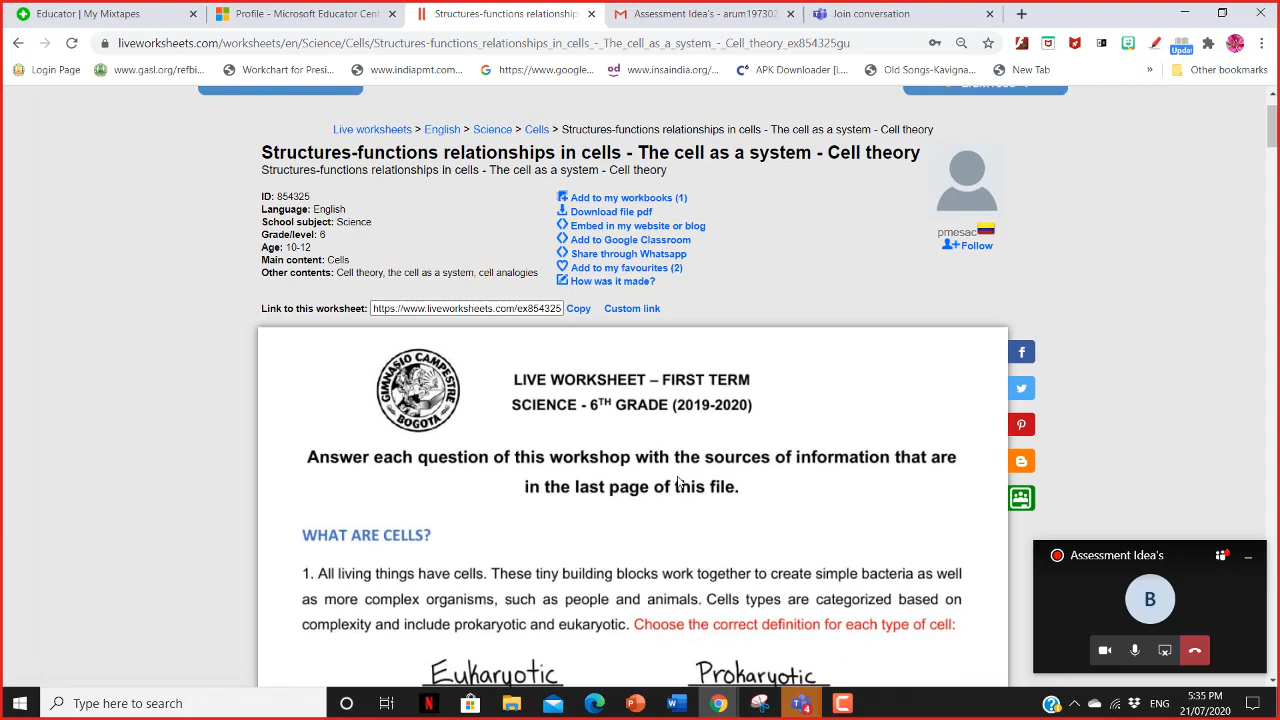 Educator | My Mixtapes
Profile - Microsoft Educator Cent
Structures-functions relationship
Assessment Idea's - arum197302
Join conversation
liveworksheets.com/worksheets/en/Science/Cells/Structures-functions_relationships_in_cells_-_The_cell_as_a_system_-_Cell_theory_ex854325gu
Updat
Login Page
www.gasl.org/refbi...
Workchart for Presi...
www.indiapmt.com...
https://www.google...
www.insaindia.org/...
APK Downloader [L...
Old Songs-Kavigna...
New Tab
»
Other bookmarks
Live worksheets > English > Science > Cells > Structures-functions relationships in cells - The cell as a system - Cell theory
Structures-functions relationships in cells - The cell as a system - Cell theory
Structures-functions relationships in cells - The cell as a system - Cell theory
ID: 854325
Language: English
School subject: Science
Grade/level: 6
Age: 10-12
Main content: Cells
Other contents: Cell theory, the cell as a system, cell analogies
Add to my workbooks (1)
Download file pdf
Embed in my website or blog
Add to Google Classroom
Share through Whatsapp
Add to my favourites (2)
How was it made?
pmesac
Follow
Link to this worksheet: https://www.liveworksheets.com/ex854325 Copy Custom link
GIMNASIO CAMPESTRE
BOGOTA
LIVE WORKSHEET – FIRST TERM
SCIENCE - 6TH GRADE (2019-2020)
Answer each question of this workshop with the sources of information that are
in the last page of this file.
WHAT ARE CELLS?
1. All living things have cells. These tiny building blocks work together to create simple bacteria as well
as more complex organisms, such as people and animals. Cells types are categorized based on
complexity and include prokaryotic and eukaryotic. Choose the correct definition for each type of cell:
Eukaryotic
Prokaryotic
Assessment Idea's
B
Type here to search
4
ENG
5:35 PM
21/07/2020